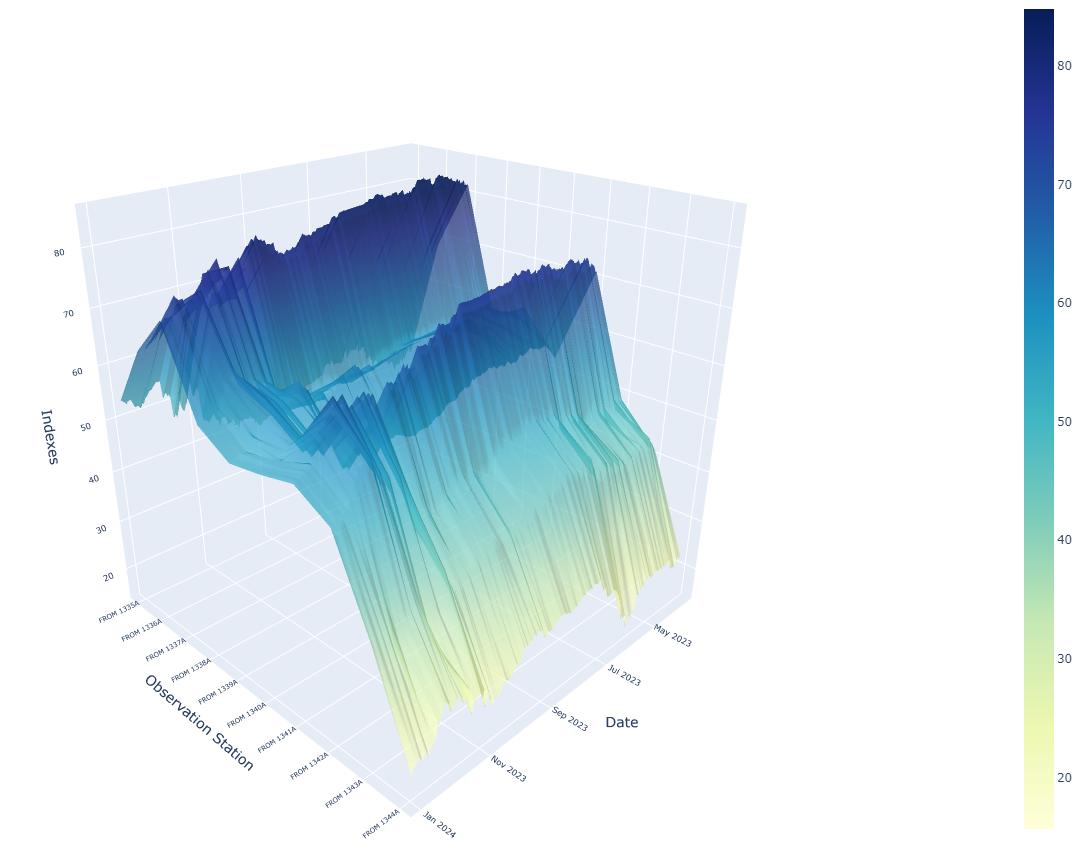 80
70
60
50
40
30
20
Indexes
FROM 1335A
FROM 1336A
FROM 1337A
FROM 1338A
FROM 1339A
FROM 1340A
FROM 1341A
FROM 1342A
FROM 1343A
FROM 1344A
Observation Station
May 2023
Jul 2023
Sep 2023
Nov 2023
Jan 2024
Date
80
70
60
50
40
30
20